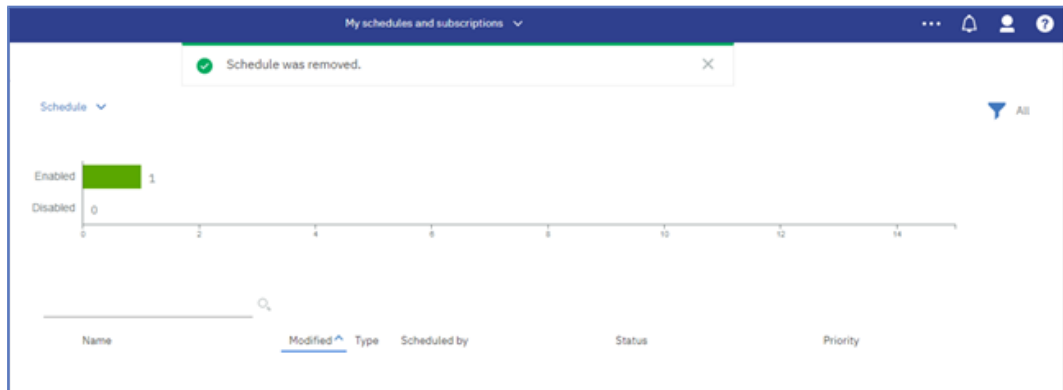 My schedules and subscriptions
Schedule was removed.
Schedule
All
Enabled 1
Disabled 0
0 2 4 6 8 10 12 14
Name Modified Type Scheduled by Status Priority